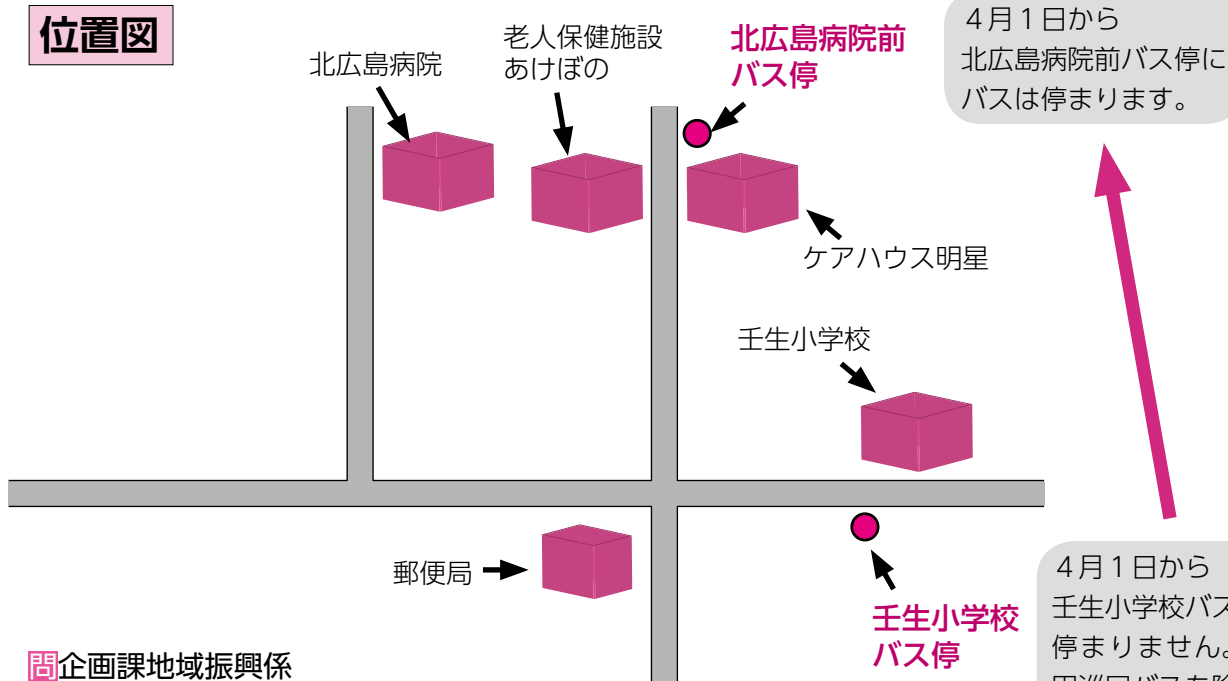 位置図
北広島病院
老人保健施設
あけぼの
北広島病院前
バス停
４月１日から
北広島病院前バス停に
バスは停まります。
ケアハウス明星
壬生小学校
郵便局
壬生小学校
バス停
４月１日から
壬生小学校バス
停まりません。
問企画課地域振興係